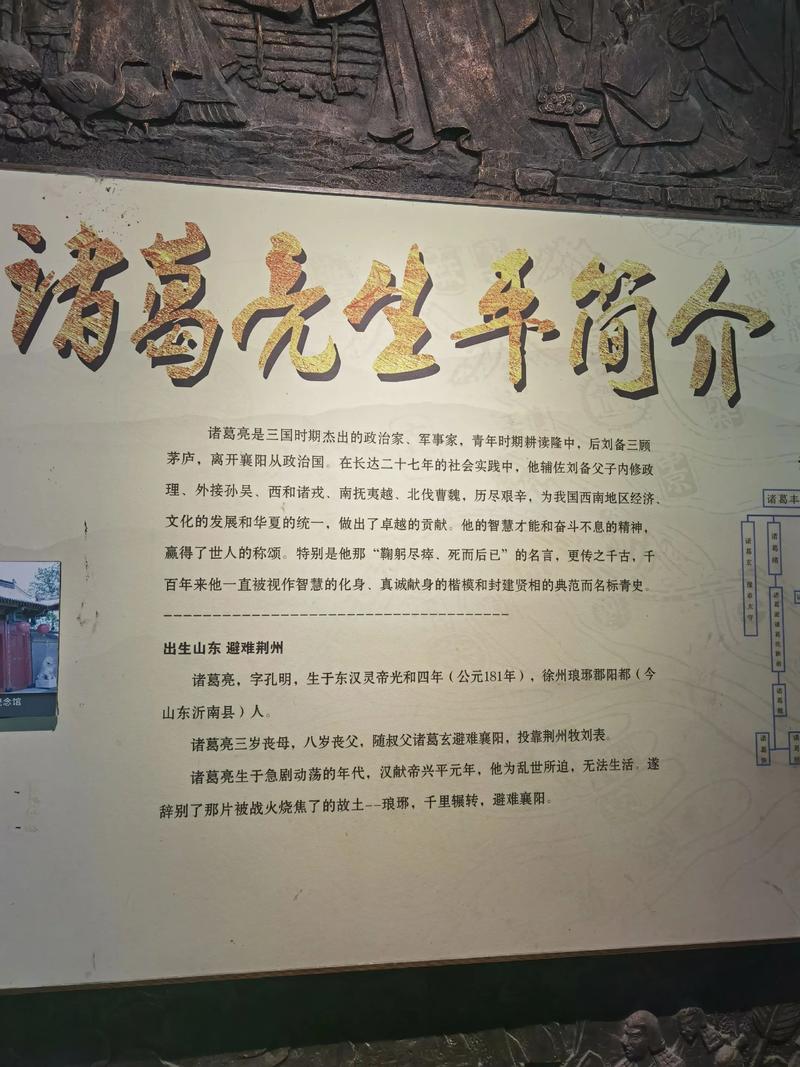 诸葛亮生平简介
诸葛亮是三国时期杰出的政治家、军事家，青年时期耕读隆中，后刘备三顾
茅庐，离开襄阳从政治国。在长达二十七年的社会实践中，他辅佐刘备父子内修政
理、外接孙吴、西和诸戎、南抚夷越、北伐曹魏，历尽艰辛，为我国西南地区经济、
文化的发展和华夏的统一，做出了卓越的贡献。他的智慧才能和奋斗不息的精神，
赢得了世人的称颂。特别是他那“鞠躬尽瘁、死而后已”的名言，更传之千古，千
百年来他一直被视作智慧的化身、真诚献身的楷模和封建贤相的典范而名标青史。
出生山东 避难荆州
诸葛亮，字孔明，生于东汉灵帝光和四年（公元181年），徐州琅琊郡阳都（今
山东沂南县）人。
诸葛亮三岁丧母，八岁丧父，随叔父诸葛玄避难襄阳，投靠荆州牧刘表。
诸葛亮生于急剧动荡的年代，汉献帝兴平元年，他为乱世所迫，无法生活。遂
辞别了那片被战火烧焦了的故土--琅琊，千里辗转，避难襄阳。
念馆
诸葛丰
诸葛玄
诸葛绪